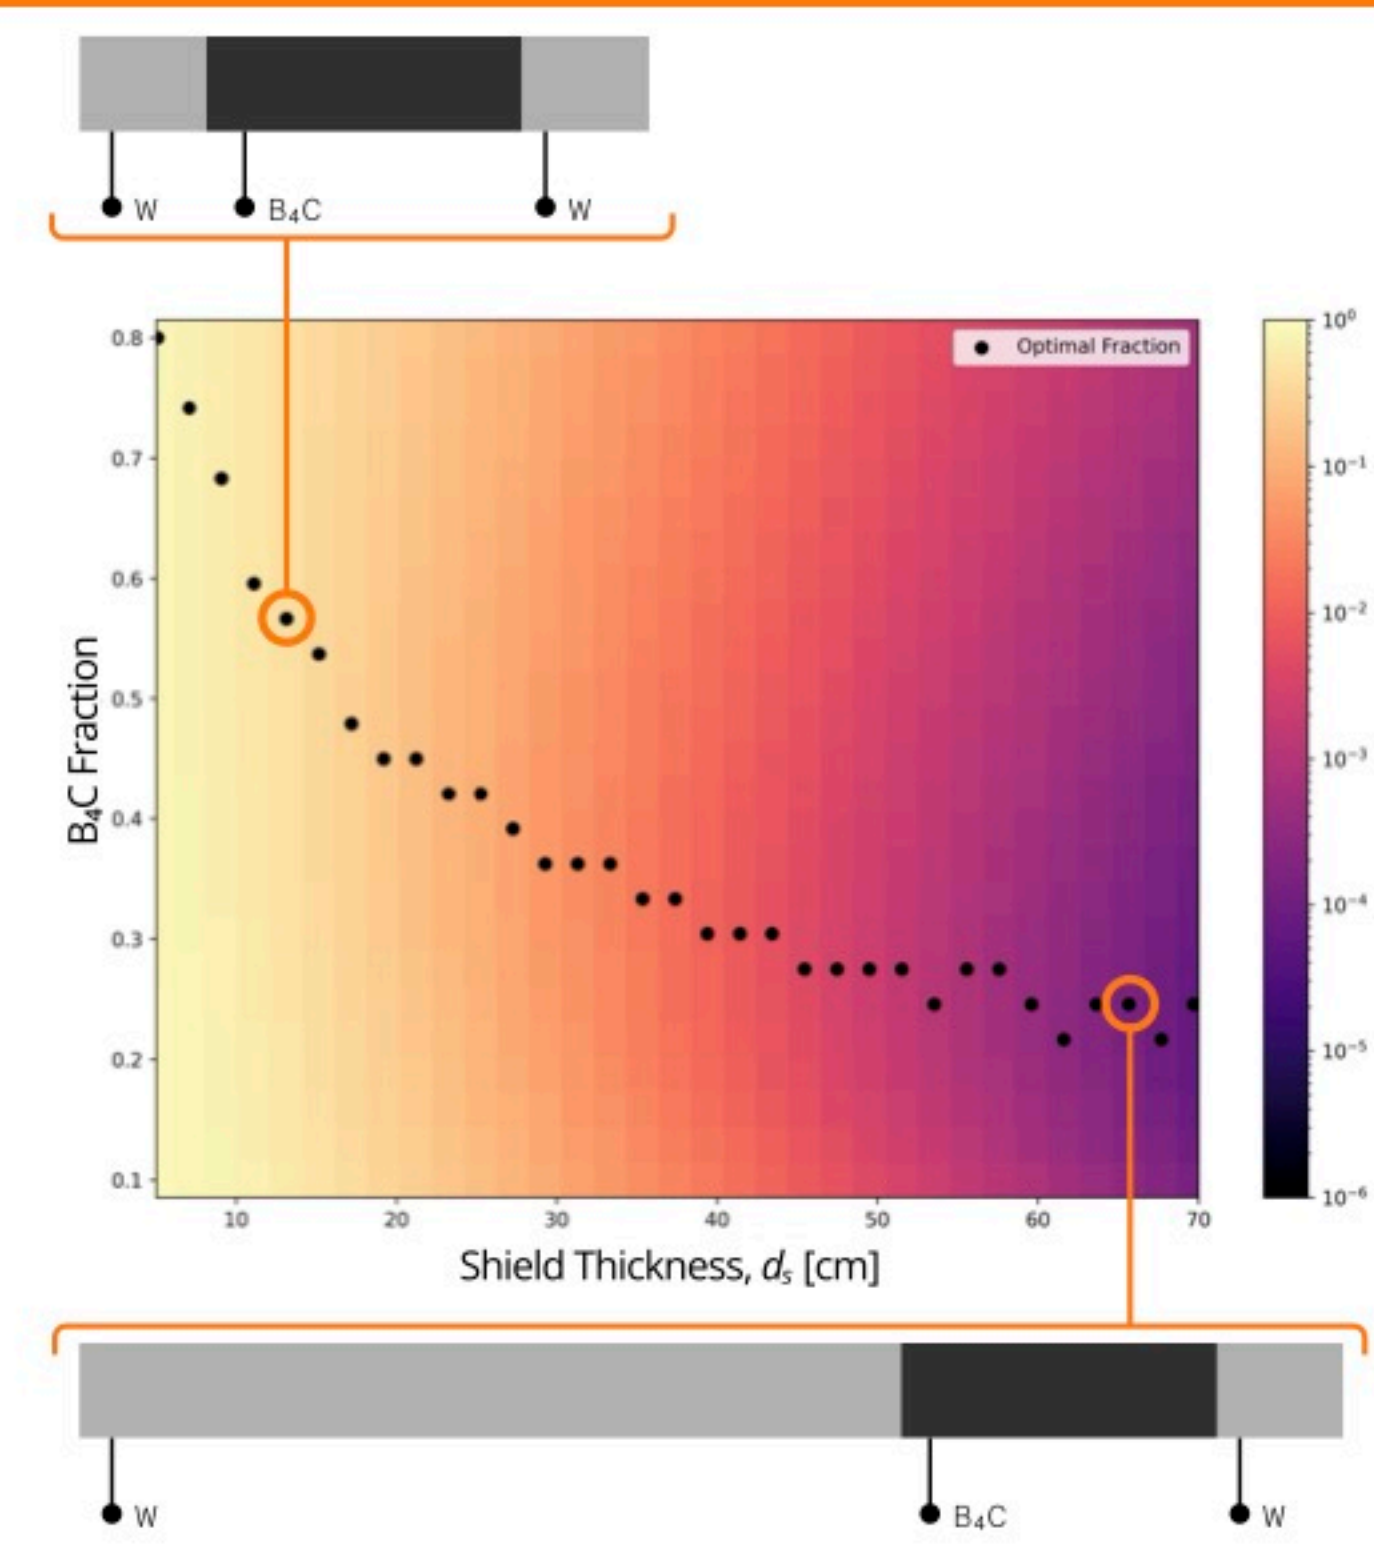 W B₄C W
Optimal Fraction
0.8
0.7
0.6
0.5
0.4
0.3
0.2
0.1
B₄C Fraction
10 20 30 40 50 60 70
Shield Thickness, dₛ [cm]
10⁰
10⁻¹
10⁻²
10⁻³
10⁻⁴
10⁻⁵
10⁻⁶
W B₄C W